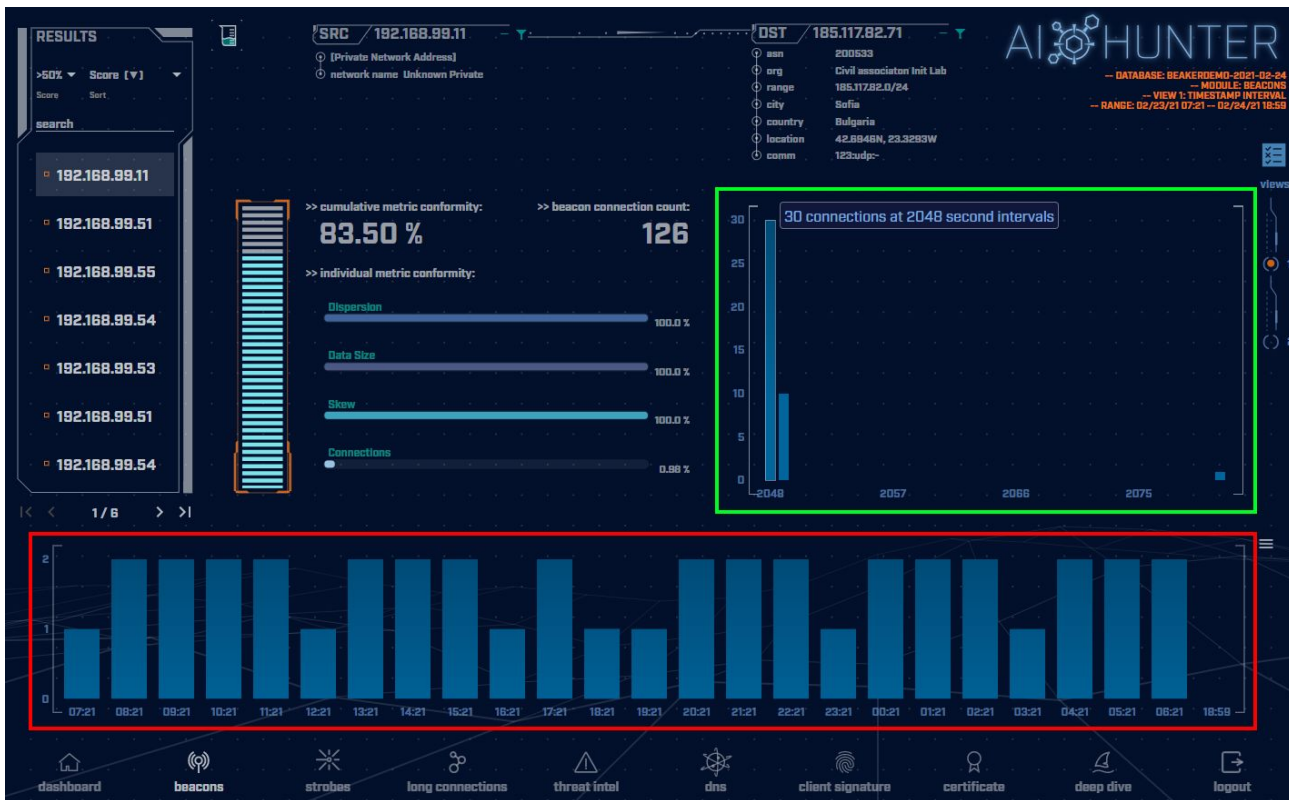 RESULTS
>50% Score [▼]
Score Sort
search
192.168.99.11
192.168.99.51
192.168.99.55
192.168.99.54
192.168.99.53
192.168.99.51
192.168.99.54
1/6
SRC / 192.168.99.11
[Private Network Address]
network name Unknown Private
DST / 185.117.82.71
asn 200533
org Civil associaton Init Lab
range 185.117.82.0/24
city Sofia
country Bulgaria
location 42.6946N, 23.3293W
comm 123:udp:-
AI HUNTER
-- DATABASE: BEAKERDEMO-2021-02-24
-- MODULE: BEACONS
-- VIEW 1: TIMESTAMP INTERVAL
-- RANGE: 02/23/21 07:21 -- 02/24/21 18:59
views
>> cumulative metric conformity:
83.50 %
>> beacon connection count:
126
>> individual metric conformity:
Dispersion
100.0 %
Data Size
100.0 %
Skew
100.0 %
Connections
0.98 %
30 connections at 2048 second intervals
30
25
20
15
10
5
0
2048 2057 2066 2075
2
1
0
07:21 08:21 09:21 10:21 11:21 12:21 13:21 14:21 15:21 16:21 17:21 18:21 19:21 20:21 21:21 22:21 23:21 00:21 01:21 02:21 03:21 04:21 05:21 06:21 18:59
dashboard beacons strobes long connections threat intel dns client signature certificate deep dive logout